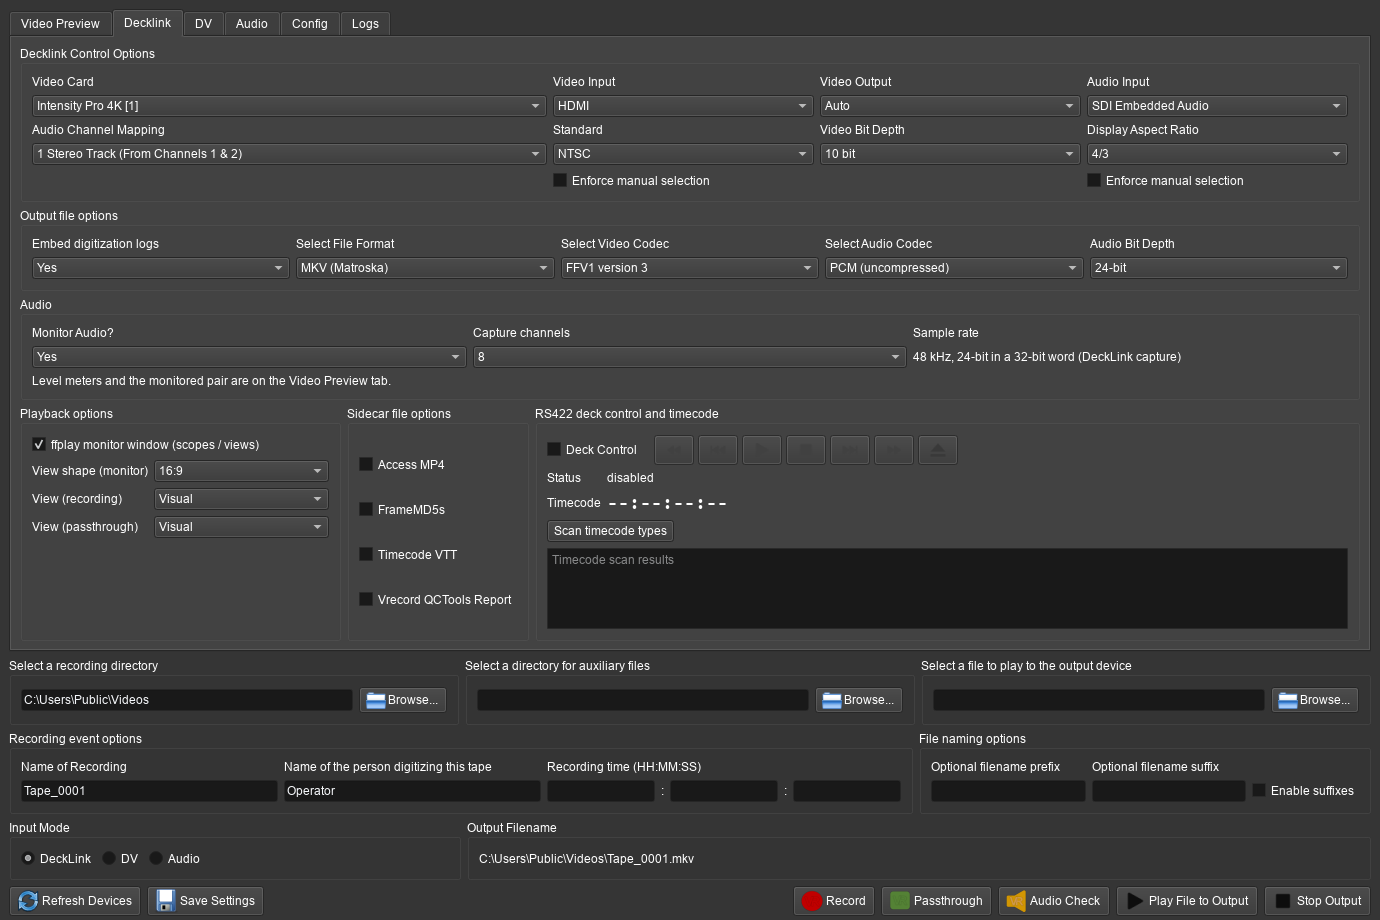 Video Preview Decklink DV Audio Config Logs
Decklink Control Options
Video Card Video Input Video Output Audio Input
Intensity Pro 4K [1] HDMI Auto SDI Embedded Audio
Audio Channel Mapping Standard Video Bit Depth Display Aspect Ratio
1 Stereo Track (From Channels 1 & 2) NTSC 10 bit 4/3
Enforce manual selection Enforce manual selection
Output file options
Embed digitization logs Select File Format Select Video Codec Select Audio Codec Audio Bit Depth
Yes MKV (Matroska) FFV1 version 3 PCM (uncompressed) 24-bit
Audio
Monitor Audio? Capture channels Sample rate
Yes 8 48 kHz, 24-bit in a 32-bit word (DeckLink capture)
Level meters and the monitored pair are on the Video Preview tab.
Playback options
ffplay monitor window (scopes / views)
View shape (monitor) 16:9
View (recording) Visual
View (passthrough) Visual
Sidecar file options
Access MP4
FrameMD5s
Timecode VTT
Vrecord QCTools Report
RS422 deck control and timecode
Deck Control
Status disabled
Timecode --:--:--:--
Scan timecode types
Timecode scan results
Select a recording directory Select a directory for auxiliary files Select a file to play to the output device
C:\Users\Public\Videos Browse... Browse... Browse...
Recording event options File naming options
Name of Recording Name of the person digitizing this tape Recording time (HH:MM:SS) Optional filename prefix Optional filename suffix
Tape_0001 Operator : : Enable suffixes
Input Mode Output Filename
DeckLink DV Audio C:\Users\Public\Videos\Tape_0001.mkv
Refresh Devices Save Settings Record Passthrough Audio Check Play File to Output Stop Output